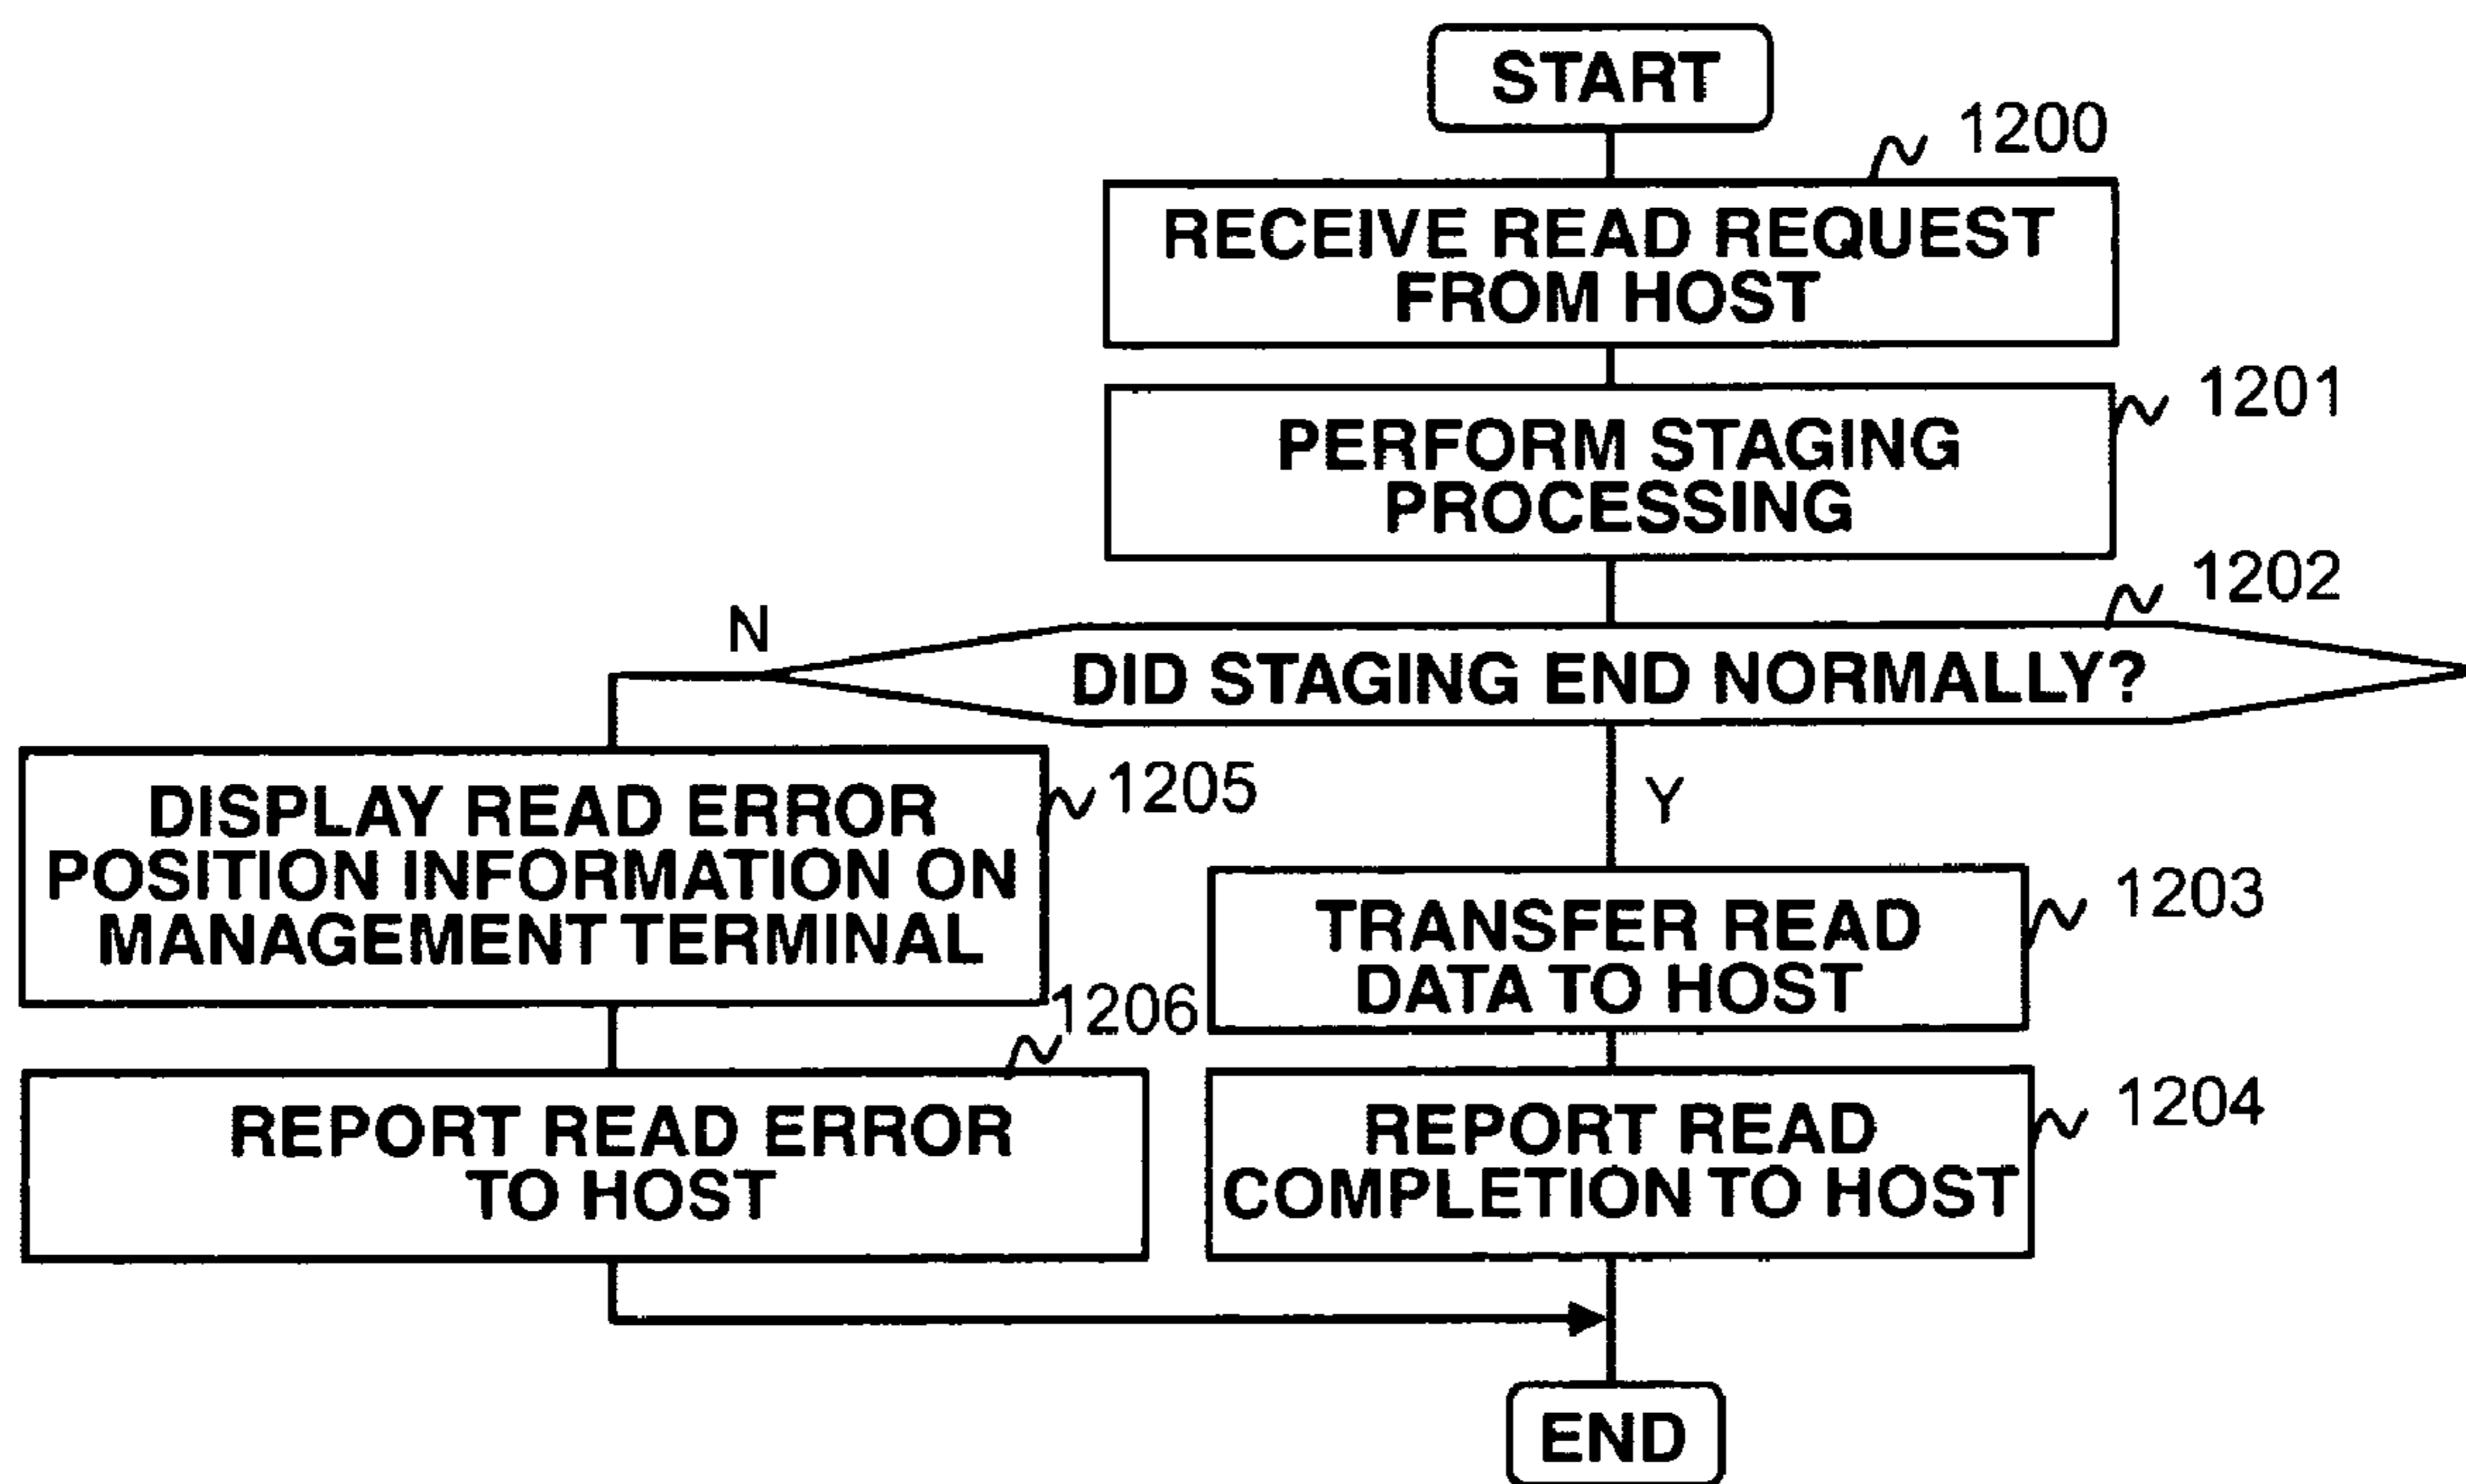 START
1200
RECEIVE READ REQUEST
FROM HOST
1201
PERFORM STAGING
PROCESSING
1202
DID STAGING END NORMALLY?
N
Y
DISPLAY READ ERROR
POSITION INFORMATION ON
MANAGEMENT TERMINAL
1205
TRANSFER READ
DATA TO HOST
1203
1206
REPORT READ ERROR
TO HOST
REPORT READ
COMPLETION TO HOST
1204
END